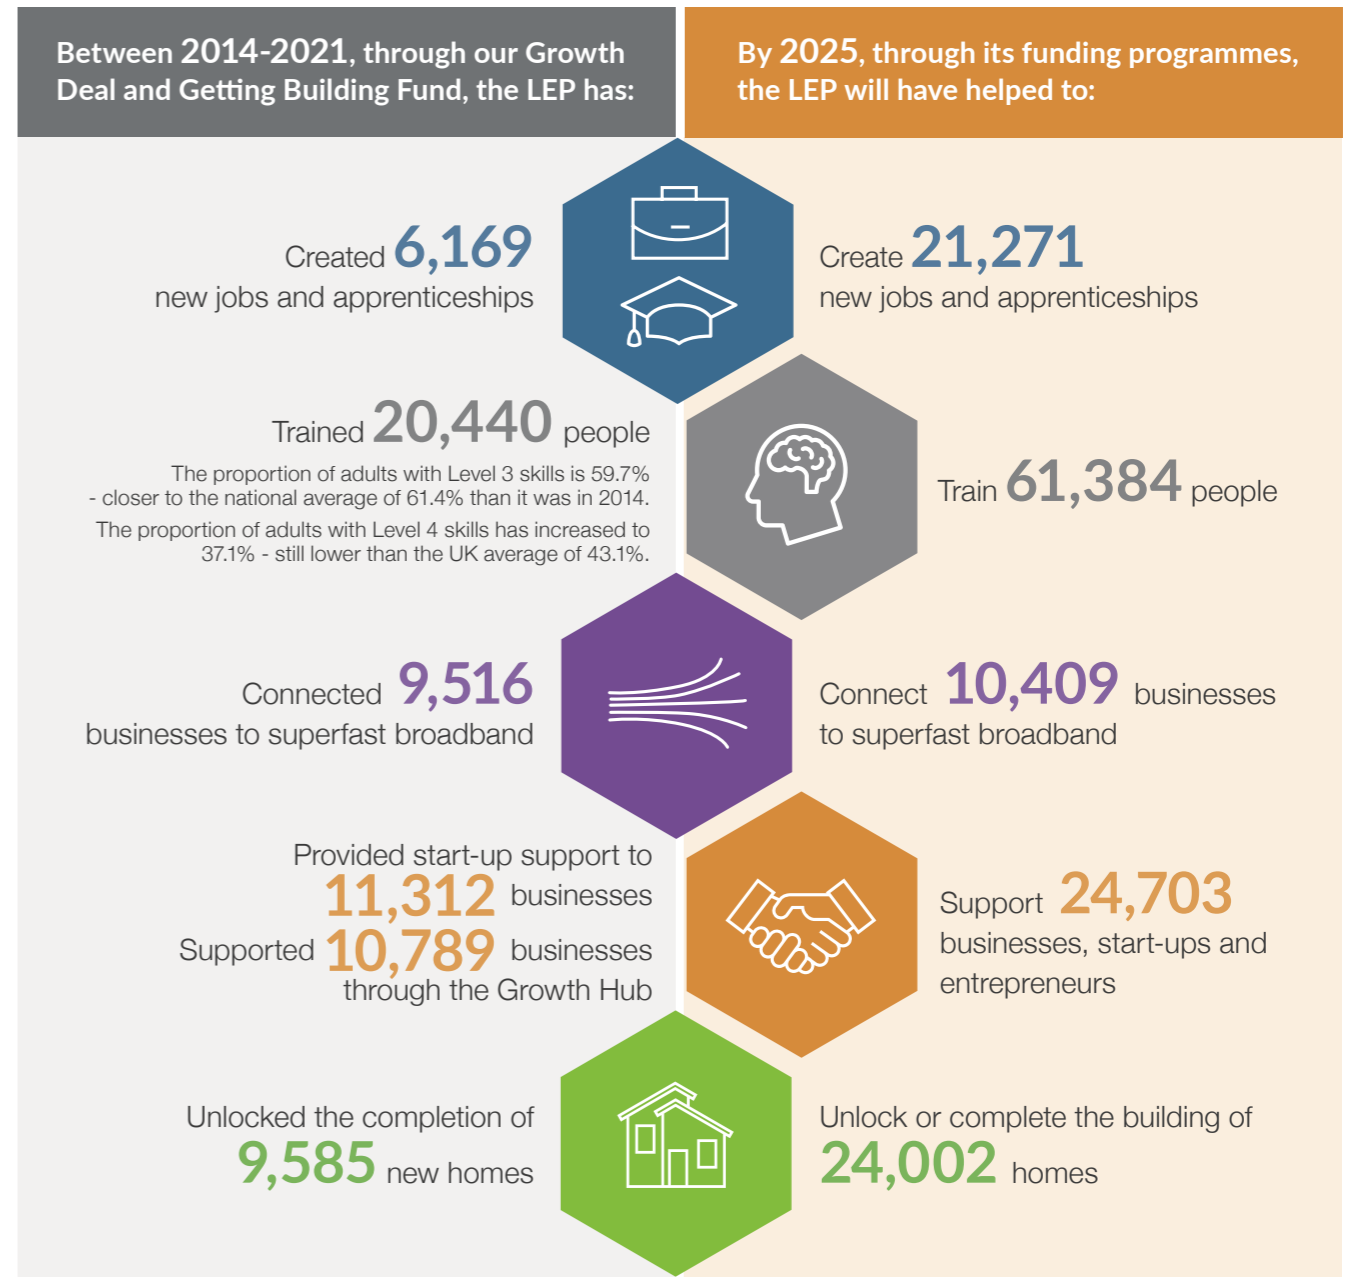 Between 2014-2021, through our Growth
Deal and Getting Building Fund, the LEP has:
By 2025, through its funding programmes,
the LEP will have helped to:
Created 6,169
new jobs and apprenticeships
Create 21,271
new jobs and apprenticeships
Trained 20,440 people
The proportion of adults with Level 3 skills is 59.7%
- closer to the national average of 61.4% than it was in 2014.
The proportion of adults with Level 4 skills has increased to
37.1% - still lower than the UK average of 43.1%.
Train 61,384 people
Connected 9,516
businesses to superfast broadband
Connect 10,409 businesses
to superfast broadband
Provided start-up support to
11,312 businesses
Supported 10,789 businesses
through the Growth Hub
Support 24,703
businesses, start-ups and
entrepreneurs
Unlocked the completion of
9,585 new homes
Unlock or complete the building of
24,002 homes